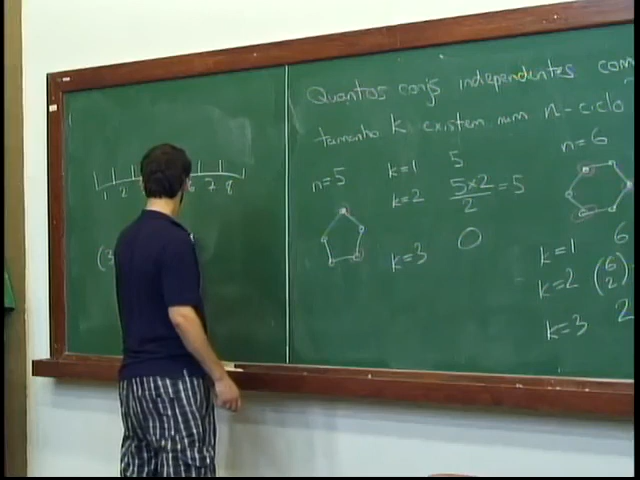 1 2 6 7 8
(3
Quantos conjs independentes com
tamanho k existem num n-ciclo
n=5
k=1 5
k=2 5×2/2 = 5
k=3 0
n=6
k=1 6
k=2 (6 2)
k=3 2